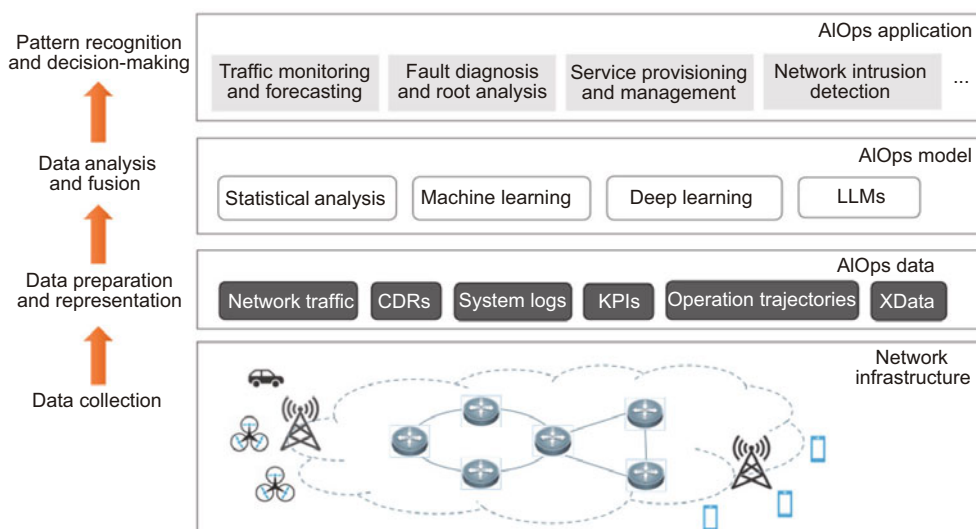 Pattern recognition
and decision-making
Data analysis
and fusion
Data preparation
and representation
Data collection
AIOps application
Traffic monitoring
and forecasting
Fault diagnosis
and root analysis
Service provisioning
and management
Network intrusion
detection
...
AIOps model
Statistical analysis
Machine learning
Deep learning
LLMs
AIOps data
Network traffic
CDRs
System logs
KPIs
Operation trajectories
XData
Network
infrastructure